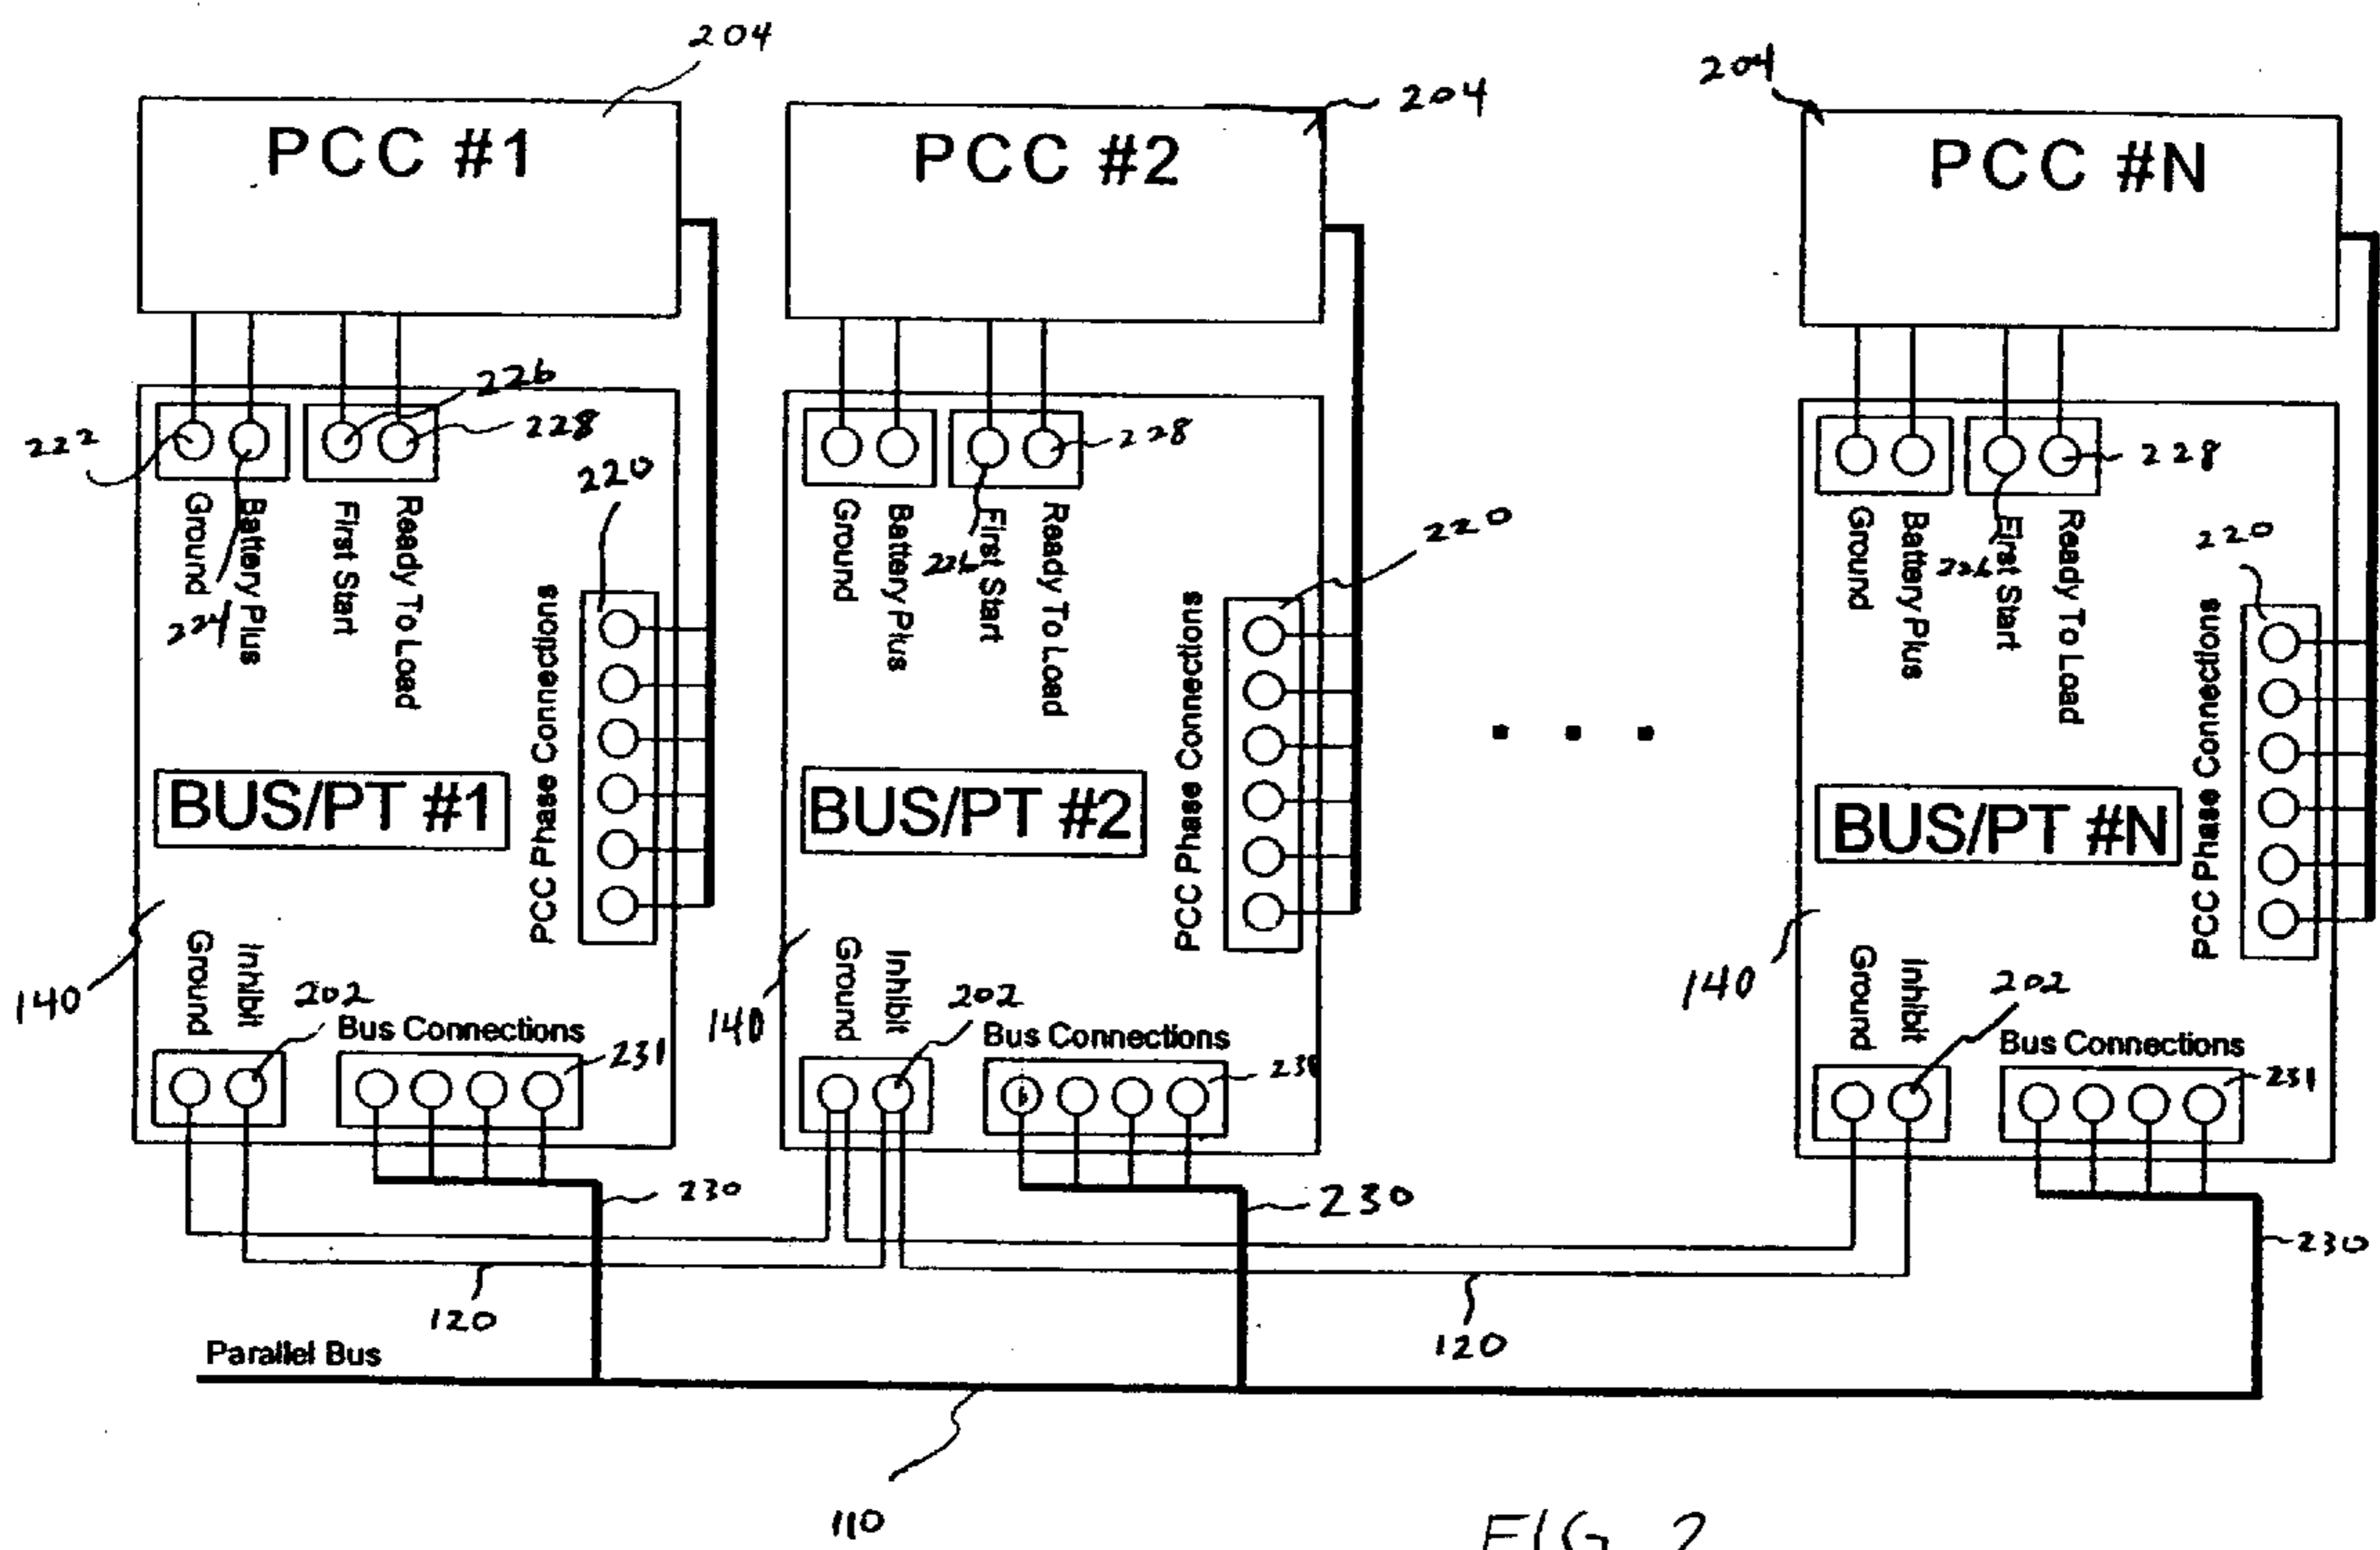 204
204
204
PCC #1
PCC #2
PCC #N
222
226
228
220
Ground
Battery Plus
First Start
Ready To Load
224
PCC Phase Connections
BUS/PT #1
140
Ground
Inhibit
202
Bus Connections
231
230
228
226
220
Ground
Battery Plus
First Start
Ready To Load
PCC Phase Connections
BUS/PT #2
140
Ground
Inhibit
202
Bus Connections
231
230
228
226
220
Ground
Battery Plus
First Start
Ready To Load
PCC Phase Connections
BUS/PT #N
140
Ground
Inhibit
202
Bus Connections
231
230
120
120
Parallel Bus
110
FIG 2